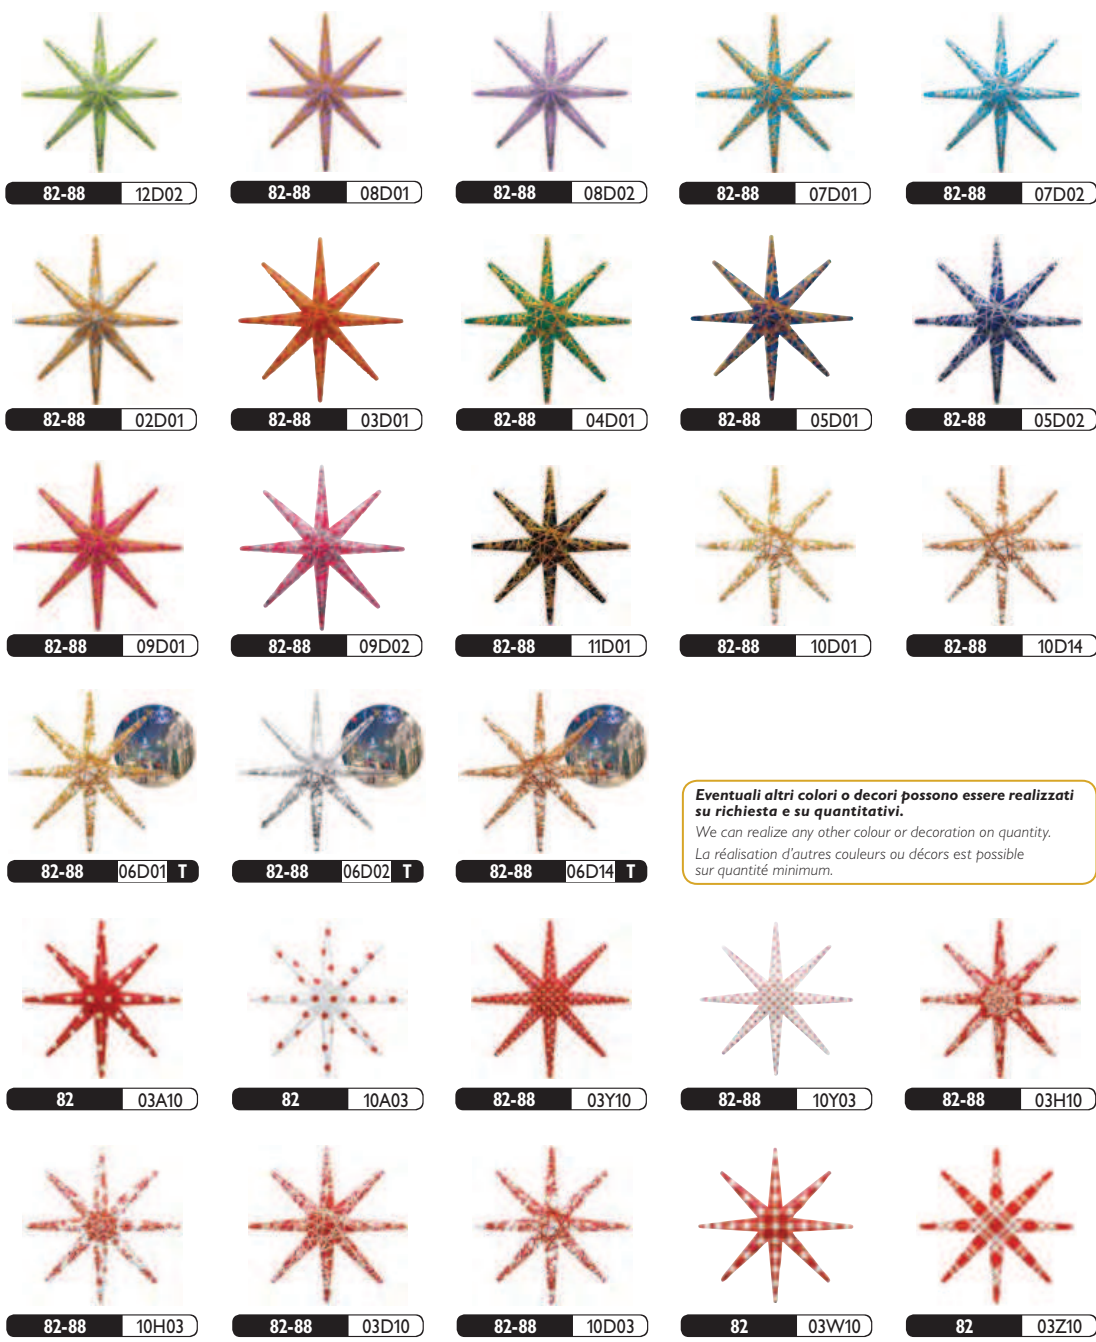 82-88 12D02
82-88 08D01
82-88 08D02
82-88 07D01
82-88 07D02
82-88 02D01
82-88 03D01
82-88 04D01
82-88 05D01
82-88 05D02
82-88 09D01
82-88 09D02
82-88 11D01
82-88 10D01
82-88 10D14
82-88 06D01 T
82-88 06D02 T
82-88 06D14 T
Eventuali altri colori o decori possono essere realizzati
su richiesta e su quantitativi.
We can realize any other colour or decoration on quantity.
La réalisation d'autres couleurs ou décors est possible
sur quantité minimum.
82 03A10
82 10A03
82-88 03Y10
82-88 10Y03
82-88 03H10
82-88 10H03
82-88 03D10
82-88 10D03
82 03W10
82 03Z10